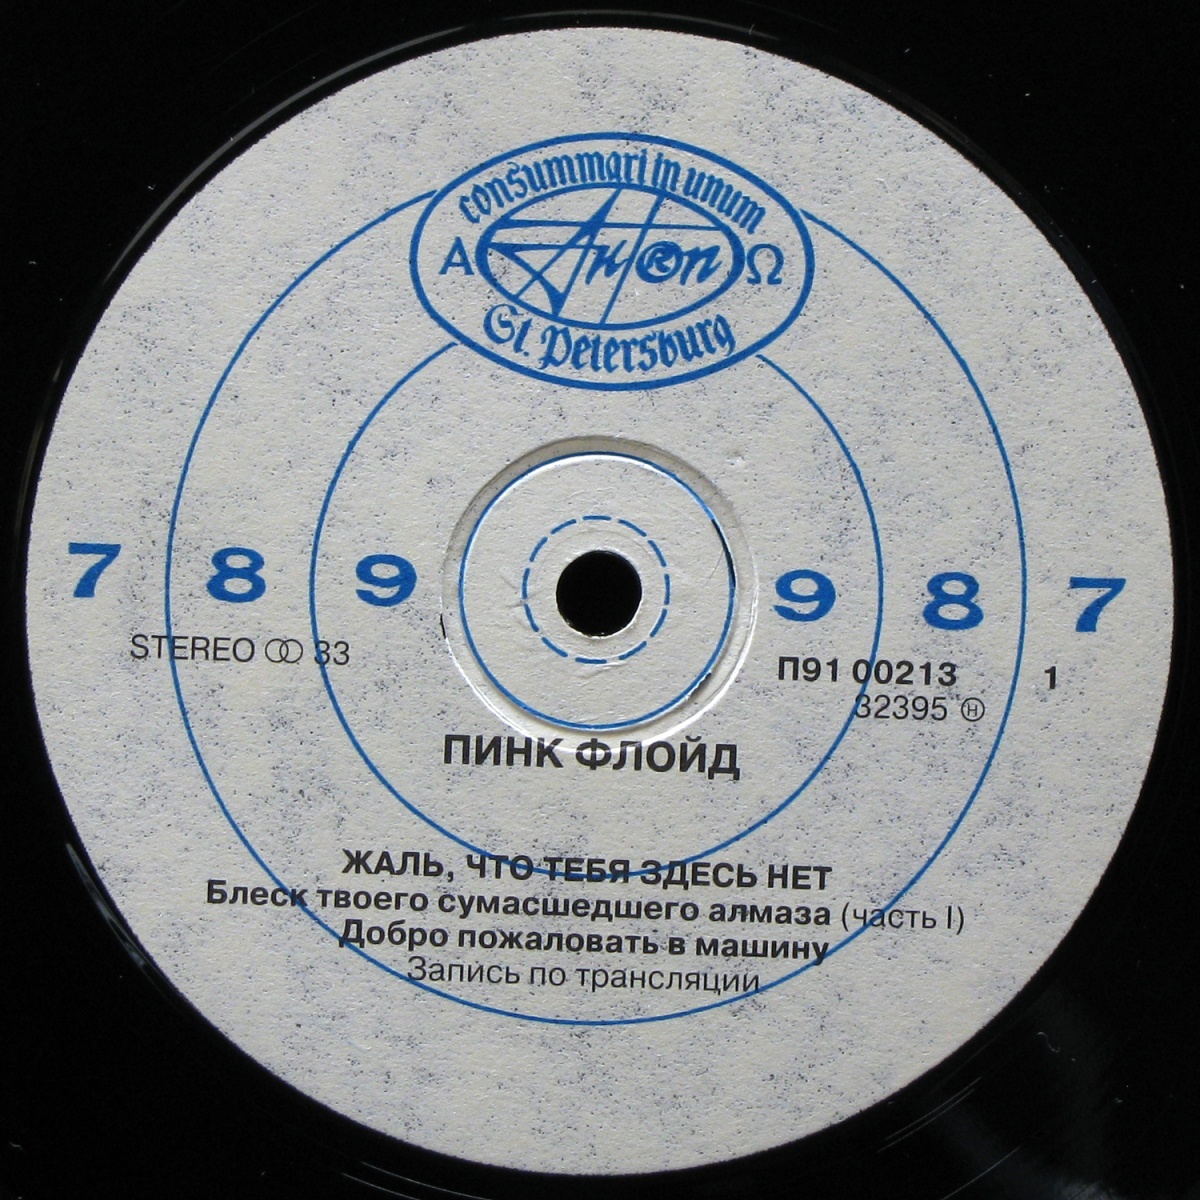 consummari in unum
Α AnTon Ω
St. Petersburg
7 8 9 9 8 7
STEREO 33
П91 00213 1
32395 Ⓗ
ПИНК ФЛОЙД
ЖАЛЬ, ЧТО ТЕБЯ ЗДЕСЬ НЕТ
Блеск твоего сумасшедшего алмаза (часть I)
Добро пожаловать в машину
Запись по трансляции